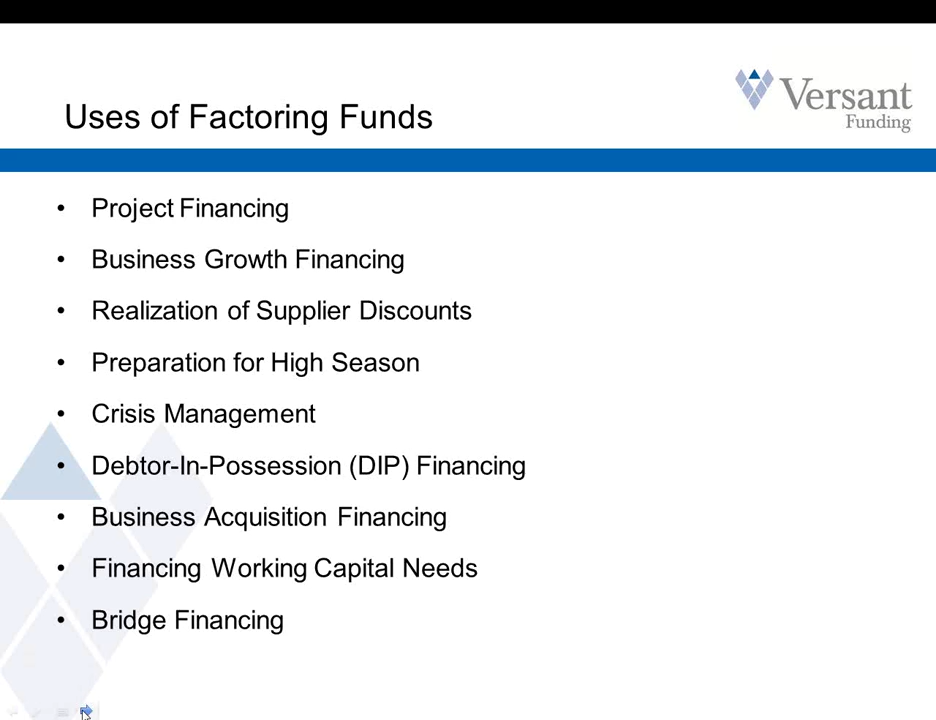 Versant
Funding
Uses of Factoring Funds
• Project Financing
• Business Growth Financing
• Realization of Supplier Discounts
• Preparation for High Season
• Crisis Management
• Debtor-In-Possession (DIP) Financing
• Business Acquisition Financing
• Financing Working Capital Needs
• Bridge Financing